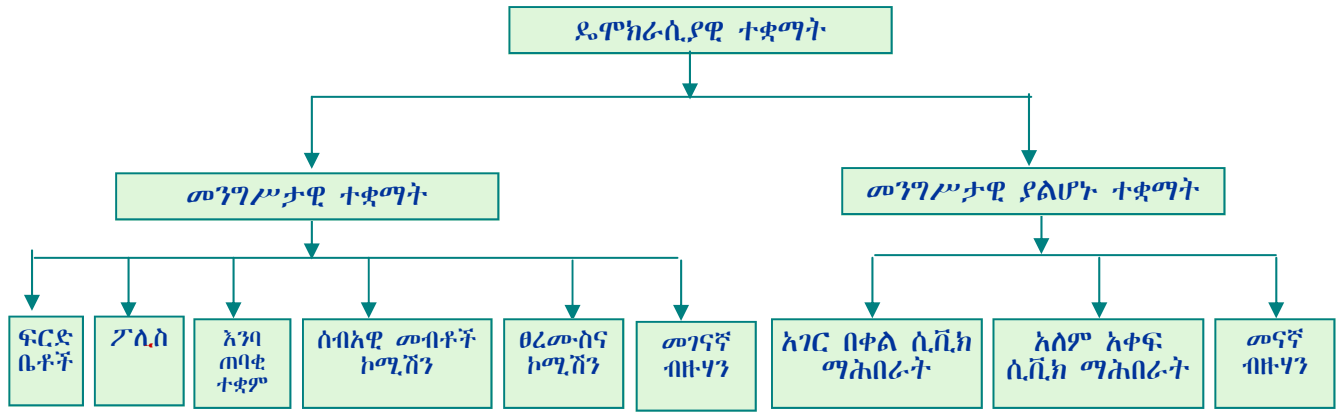 ዴሞክራሲያዊ ተቋማት
መንግሥታዊ ተቋማት
መንግሥታዊ ያልሆኑ ተቋማት
ፍርድ
ቤቶች
ፖሊስ
እንባ
ጠባቂ
ተቋም
ሰብአዊ መብቶች
ኮሚሽን
ፀረሙስና
ኮሚሽን
መገናኛ
ብዙሃን
አገር በቀል ሲቪክ
ማሕበራት
አለም አቀፍ
ሲቪክ ማሕበራት
መናኛ
ብዙሃን